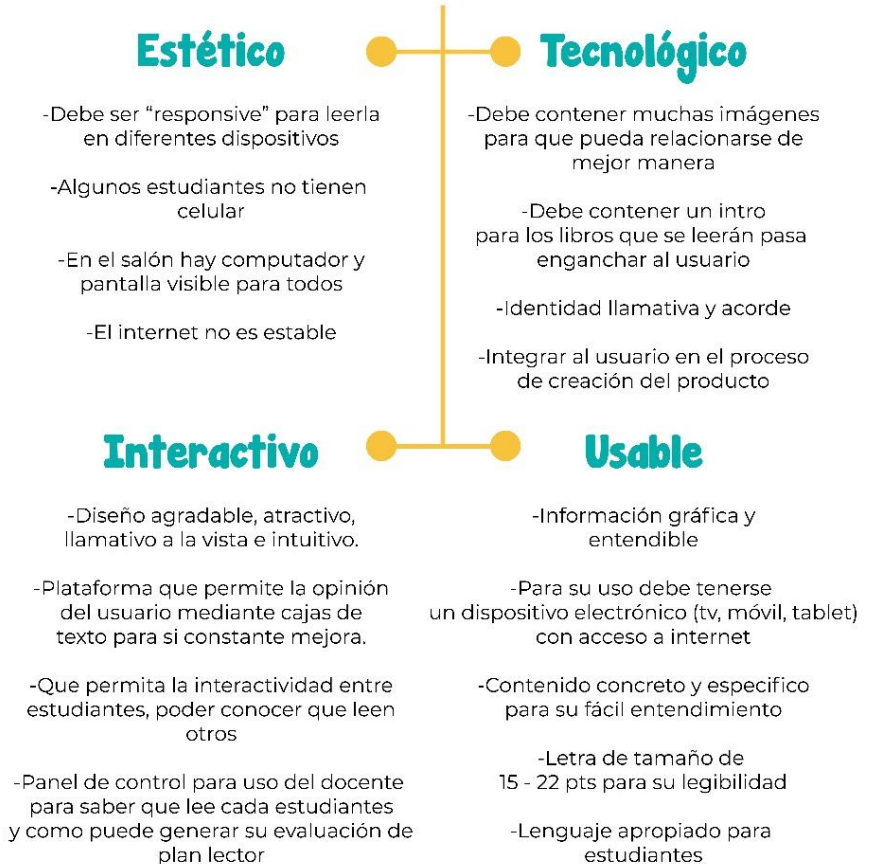 Estético
-Debe ser “responsive” para leerla
en diferentes dispositivos
-Algunos estudiantes no tienen
celular
-En el salón hay computador y
pantalla visible para todos
-El internet no es estable
Tecnológico
-Debe contener muchas imágenes
para que pueda relacionarse de
mejor manera
-Debe contener un intro
para los libros que se leerán pasa
enganchar al usuario
-Identidad llamativa y acorde
-Integrar al usuario en el proceso
de creación del producto
Interactivo
-Diseño agradable, atractivo,
llamativo a la vista e intuitivo.
-Plataforma que permite la opinión
del usuario mediante cajas de
texto para si constante mejora.
-Que permita la interactividad entre
estudiantes, poder conocer que leen
otros
-Panel de control para uso del docente
para saber que lee cada estudiantes
y como puede generar su evaluación de
plan lector
Usable
-Información gráfica y
entendible
-Para su uso debe tenerse
un dispositivo electrónico (tv, móvil, tablet)
con acceso a internet
-Contenido concreto y especifico
para su fácil entendimiento
-Letra de tamaño de
15 - 22 pts para su legibilidad
-Lenguaje apropiado para
estudiantes